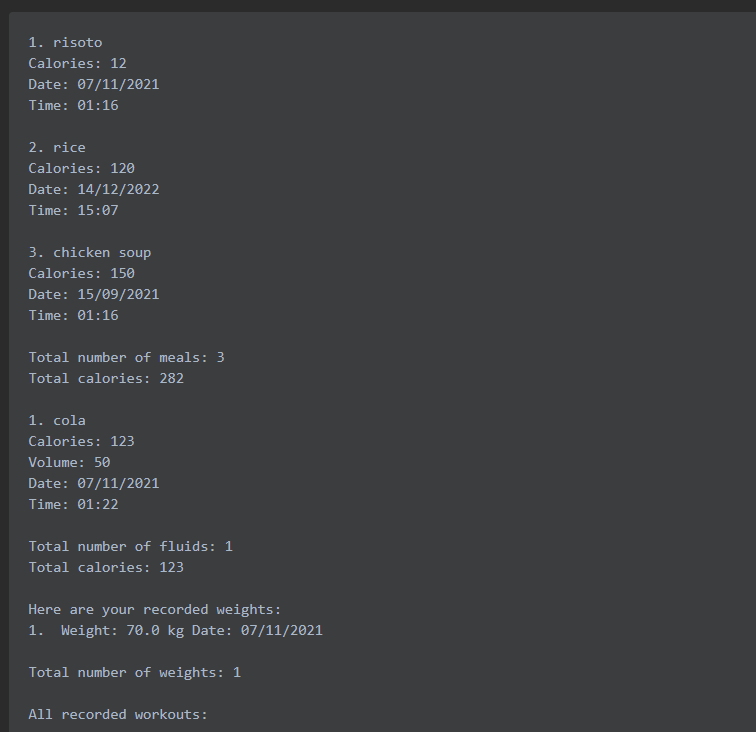 1. risoto
Calories: 12
Date: 07/11/2021
Time: 01:16
2. rice
Calories: 120
Date: 14/12/2022
Time: 15:07
3. chicken soup
Calories: 150
Date: 15/09/2021
Time: 01:16
Total number of meals: 3
Total calories: 282
1. cola
Calories: 123
Volume: 50
Date: 07/11/2021
Time: 01:22
Total number of fluids: 1
Total calories: 123
Here are your recorded weights:
1.  Weight: 70.0 kg Date: 07/11/2021
Total number of weights: 1
All recorded workouts: